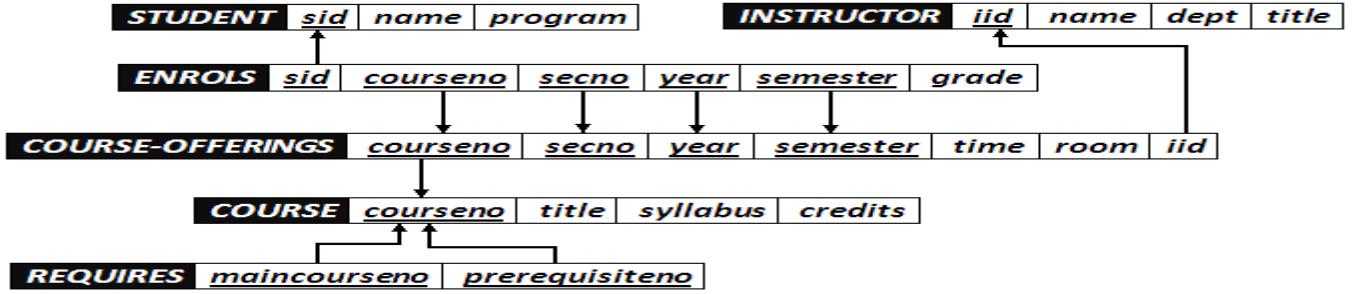 STUDENT sid name program INSTRUCTOR iid name dept title
ENROLS sid courseno secno year semester grade
COURSE-OFFERINGS courseno secno year semester time room iid
COURSE courseno title syllabus credits
REQUIRES maincourseno prerequisiteno